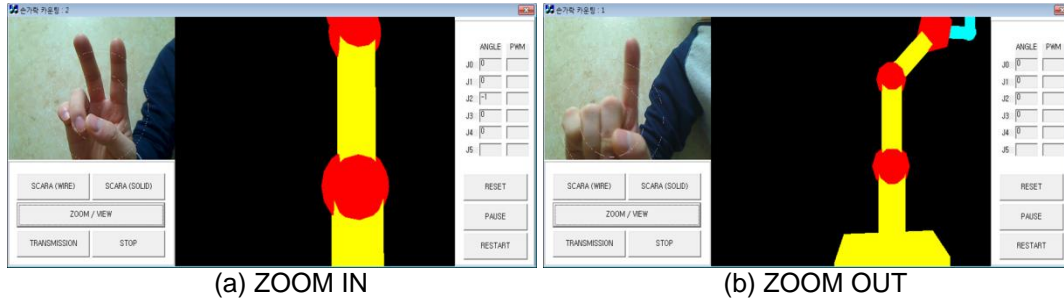 손가락 카운팅 : 2
ANGLE PWM
J0: 0
J1: 0
J2: -1
J3: 0
J4: 0
J5:
SCARA (WIRE) SCARA (SOLID)
ZOOM / VIEW
TRANSMISSION STOP
RESET
PAUSE
RESTART
(a) ZOOM IN
손가락 카운팅 : 1
ANGLE PWM
J0: 0
J1: 0
J2: 0
J3: 0
J4: 0
J5:
SCARA (WIRE) SCARA (SOLID)
ZOOM / VIEW
TRANSMISSION STOP
RESET
PAUSE
RESTART
(b) ZOOM OUT